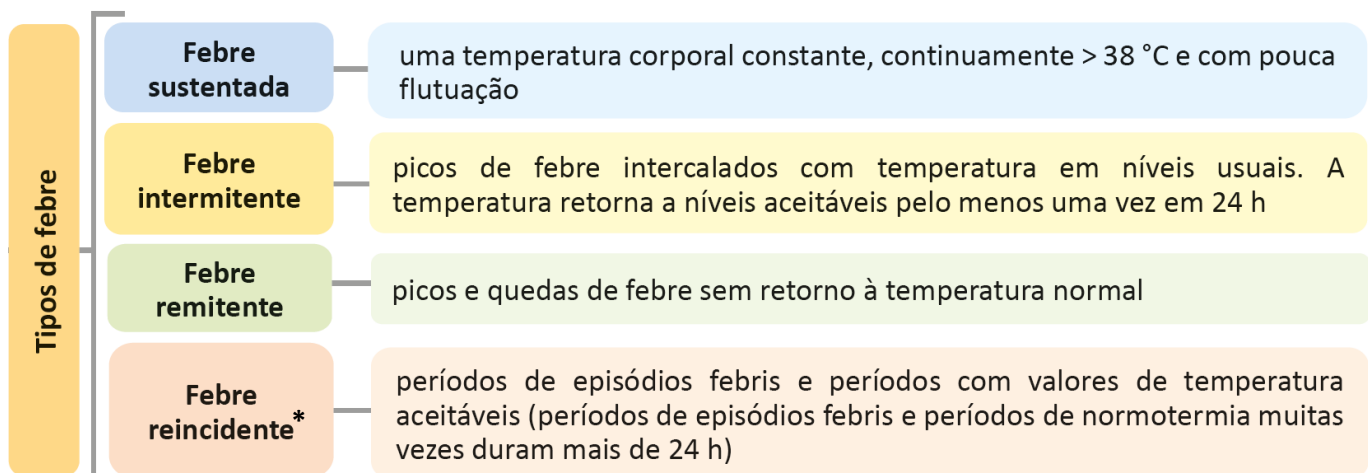 Tipos de febre
Febre
sustentada
uma temperatura corporal constante, continuamente > 38 °C e com pouca
flutuação
Febre
intermitente
picos de febre intercalados com temperatura em níveis usuais. A
temperatura retorna a níveis aceitáveis pelo menos uma vez em 24 h
Febre
remitente
picos e quedas de febre sem retorno à temperatura normal
Febre
reincidente*
períodos de episódios febris e períodos com valores de temperatura
aceitáveis (períodos de episódios febris e períodos de normotermia muitas
vezes duram mais de 24 h)